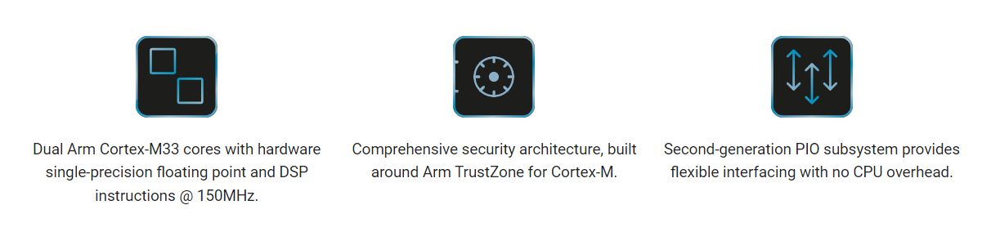 Dual Arm Cortex-M33 cores with hardware
single-precision floating point and DSP
instructions @ 150MHz.
Comprehensive security architecture, built
around Arm TrustZone for Cortex-M.
Second-generation PIO subsystem provides
flexible interfacing with no CPU overhead.